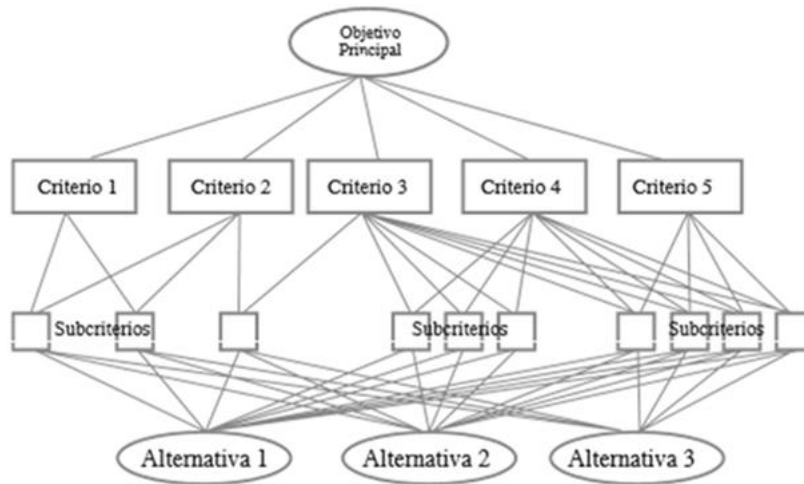 Objetivo
Principal
Criterio 1
Criterio 2
Criterio 3
Criterio 4
Criterio 5
Subcriterios
Subcriterios
Subcriterios
Alternativa 1
Alternativa 2
Alternativa 3